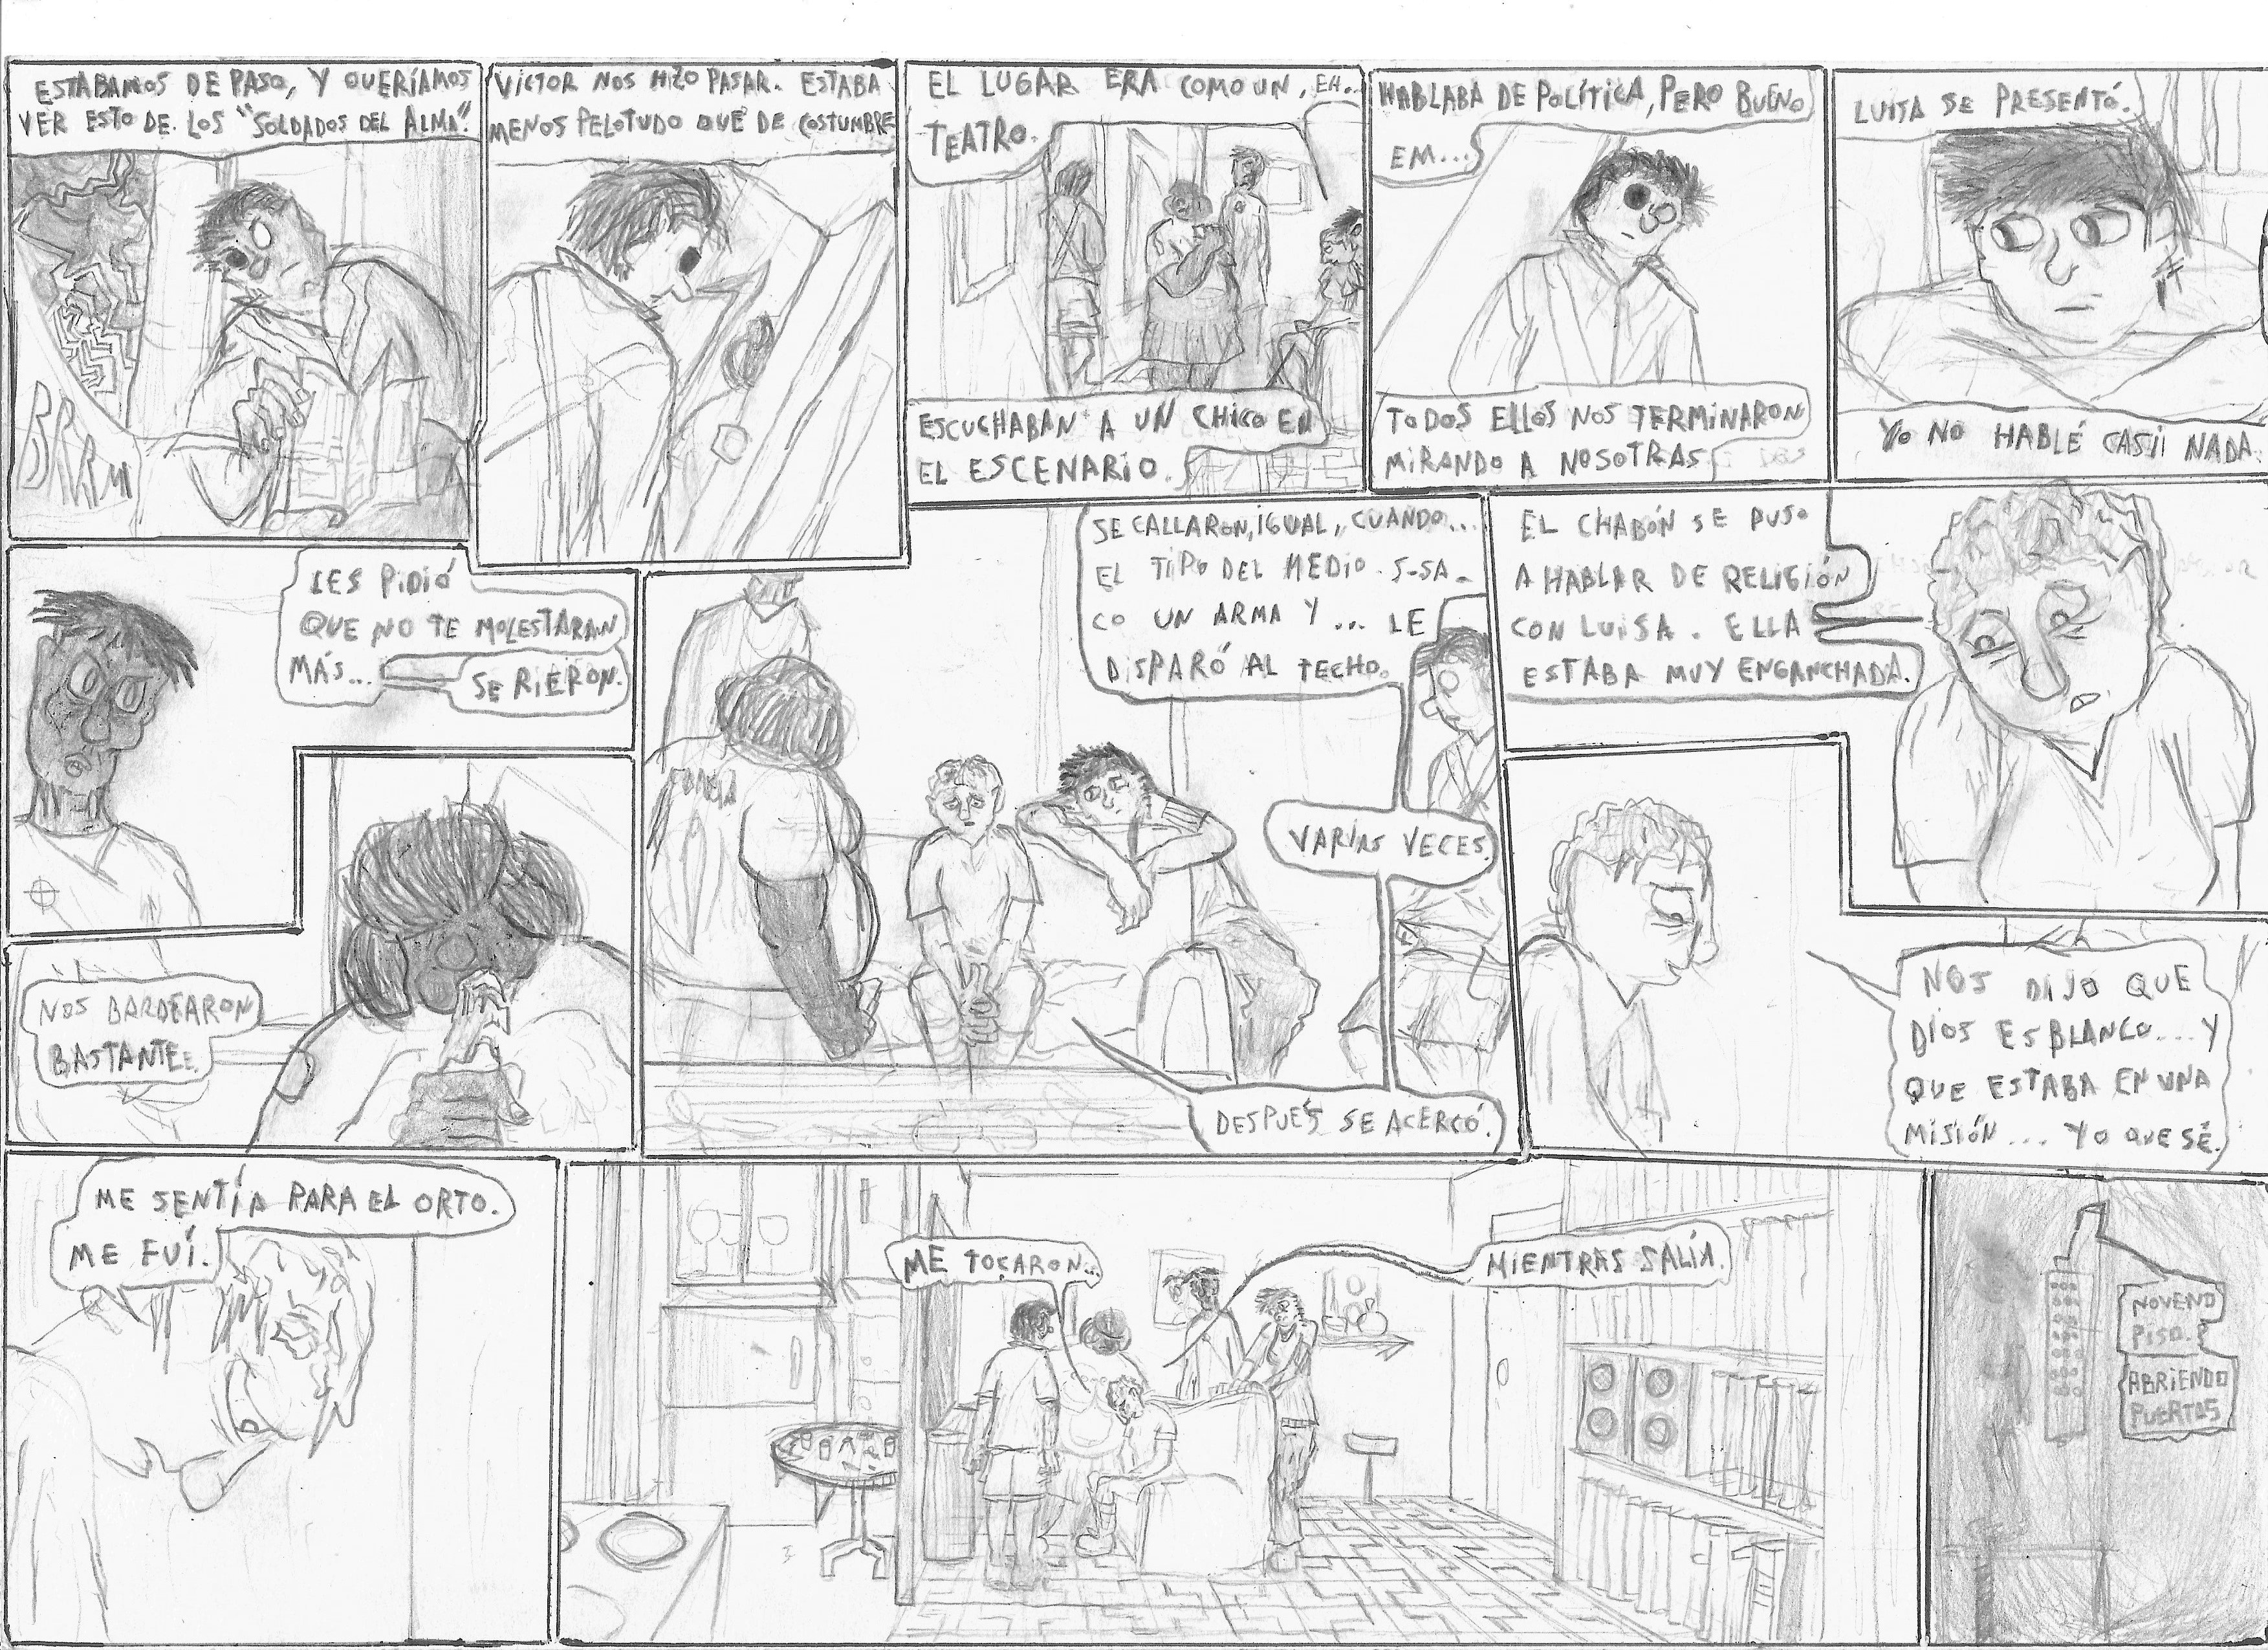 ESTABAMOS DE PASO, Y QUERÍAMOS
VER ESTO DE LOS "SOLDADOS DEL ALMA".
BRRM
VICTOR NOS HIZO PASAR. ESTABA
MENOS PELOTUDO QUE DE COSTUMBRE
EL LUGAR ERA COMO UN, EH..
TEATRO.
ESCUCHABAN A UN CHICO EN
EL ESCENARIO.
HABLABA DE POLÍTICA, PERO BUENO
EM...
TODOS ELLOS NOS TERMINARON
MIRANDO A NOSOTRAS
LUISA SE PRESENTÓ.
YO NO HABLÉ CASII NADA.
LES PIDIÓ
QUE NO TE MOLESTARAN
MÁS...
SE RIERON.
NOS BARDEARON
BASTANTE.
SE CALLARON, IGUAL, CUANDO...
EL TIPO DEL MEDIO S-SA-
CO UN ARMA Y... LE
DISPARÓ AL TECHO.
VARIAS VECES.
DESPUÉS SE ACERCÓ.
EL CHABÓN SE PUSO
A HABLAR DE RELIGIÓN
CON LUISA. ELLA
ESTABA MUY ENGANCHADA.
NOS DIJO QUE
DIOS ES BLANCO... Y
QUE ESTABA EN UNA
MISIÓN... YO QUE SÉ.
ME SENTÍA PARA EL ORTO.
ME FUÍ.
ME TOCARON...
MIENTRAS SALÍA.
NOVENO
PISO.
ABRIENDO
PUERTAS